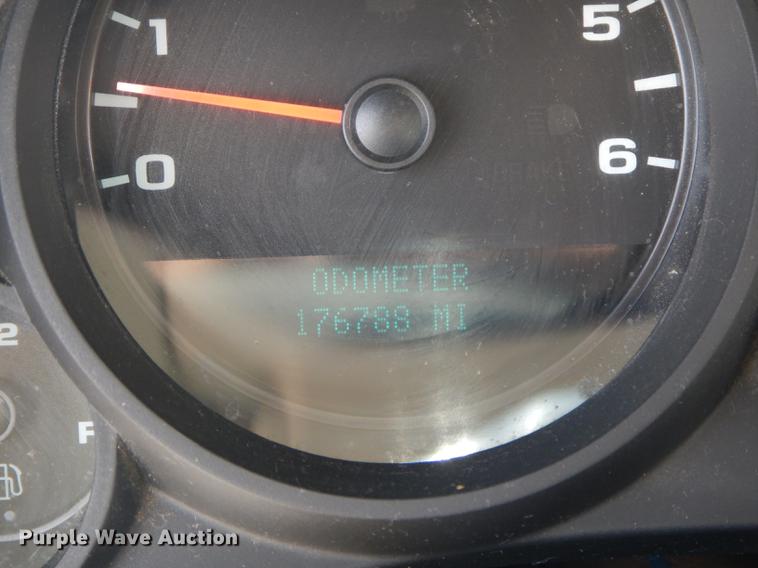 1
5
0
6
ODOMETER
176788 MI
2
F
Purple Wave Auction